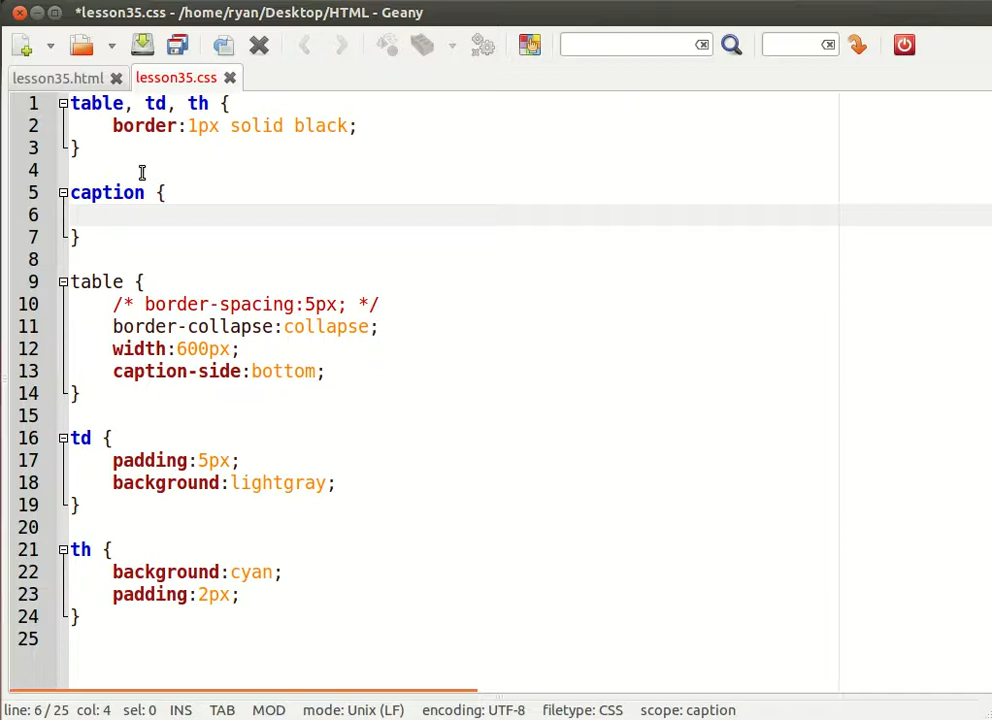 *lesson35.css - /home/ryan/Desktop/HTML - Geany
lesson35.html lesson35.css
1 table, td, th {
2     border:1px solid black;
3 }
4
5 caption {
6
7 }
8
9 table {
10     /* border-spacing:5px; */
11     border-collapse:collapse;
12     width:600px;
13     caption-side:bottom;
14 }
15
16 td {
17     padding:5px;
18     background:lightgray;
19 }
20
21 th {
22     background:cyan;
23     padding:2px;
24 }
25
line: 6 / 25 col: 4 sel: 0 INS TAB MOD mode: Unix (LF) encoding: UTF-8 filetype: CSS scope: caption